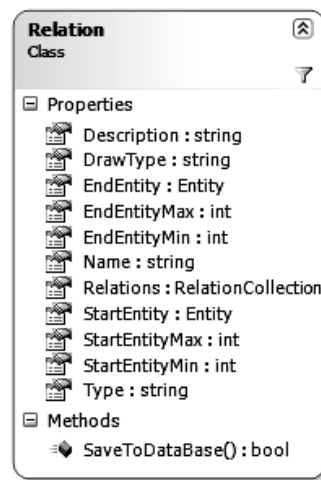 Relation
Class
Properties
Description : string
DrawType : string
EndEntity : Entity
EndEntityMax : int
EndEntityMin : int
Name : string
Relations : RelationCollection
StartEntity : Entity
StartEntityMax : int
StartEntityMin : int
Type : string
Methods
SaveToDataBase() : bool